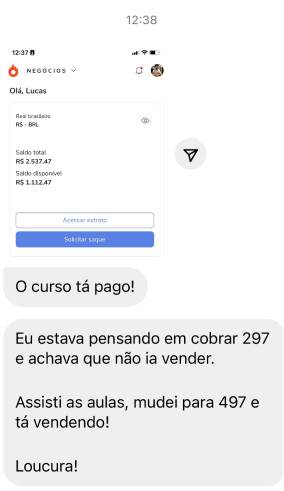 12:38
12:37
NEGÓCIOS
Olá, Lucas
Real brasileiro
R$ - BRL
Saldo total
R$ 2.537,47
Saldo disponível
R$ 1.112,47
Acessar extrato
Solicitar saque
O curso tá pago!
Eu estava pensando em cobrar 297
e achava que não ia vender.
Assisti as aulas, mudei para 497 e
tá vendendo!
Loucura!